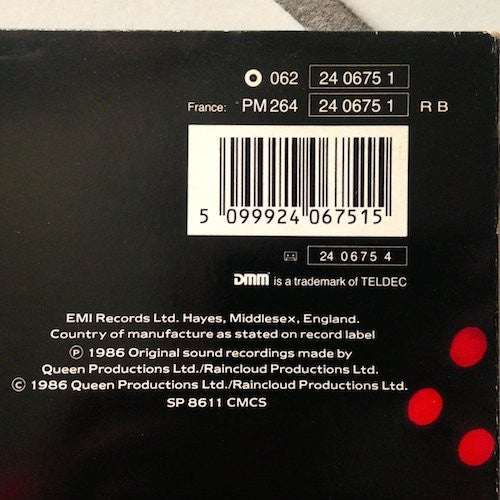 062 24 0675 1
France: PM 264 24 0675 1 R B
5 099924 067515
24 0675 4
DMM is a trademark of TELDEC
EMI Records Ltd. Hayes, Middlesex, England.
Country of manufacture as stated on record label
Ⓟ 1986 Original sound recordings made by
Queen Productions Ltd./Raincloud Productions Ltd.
© 1986 Queen Productions Ltd./Raincloud Productions Ltd.
SP 8611 CMCS